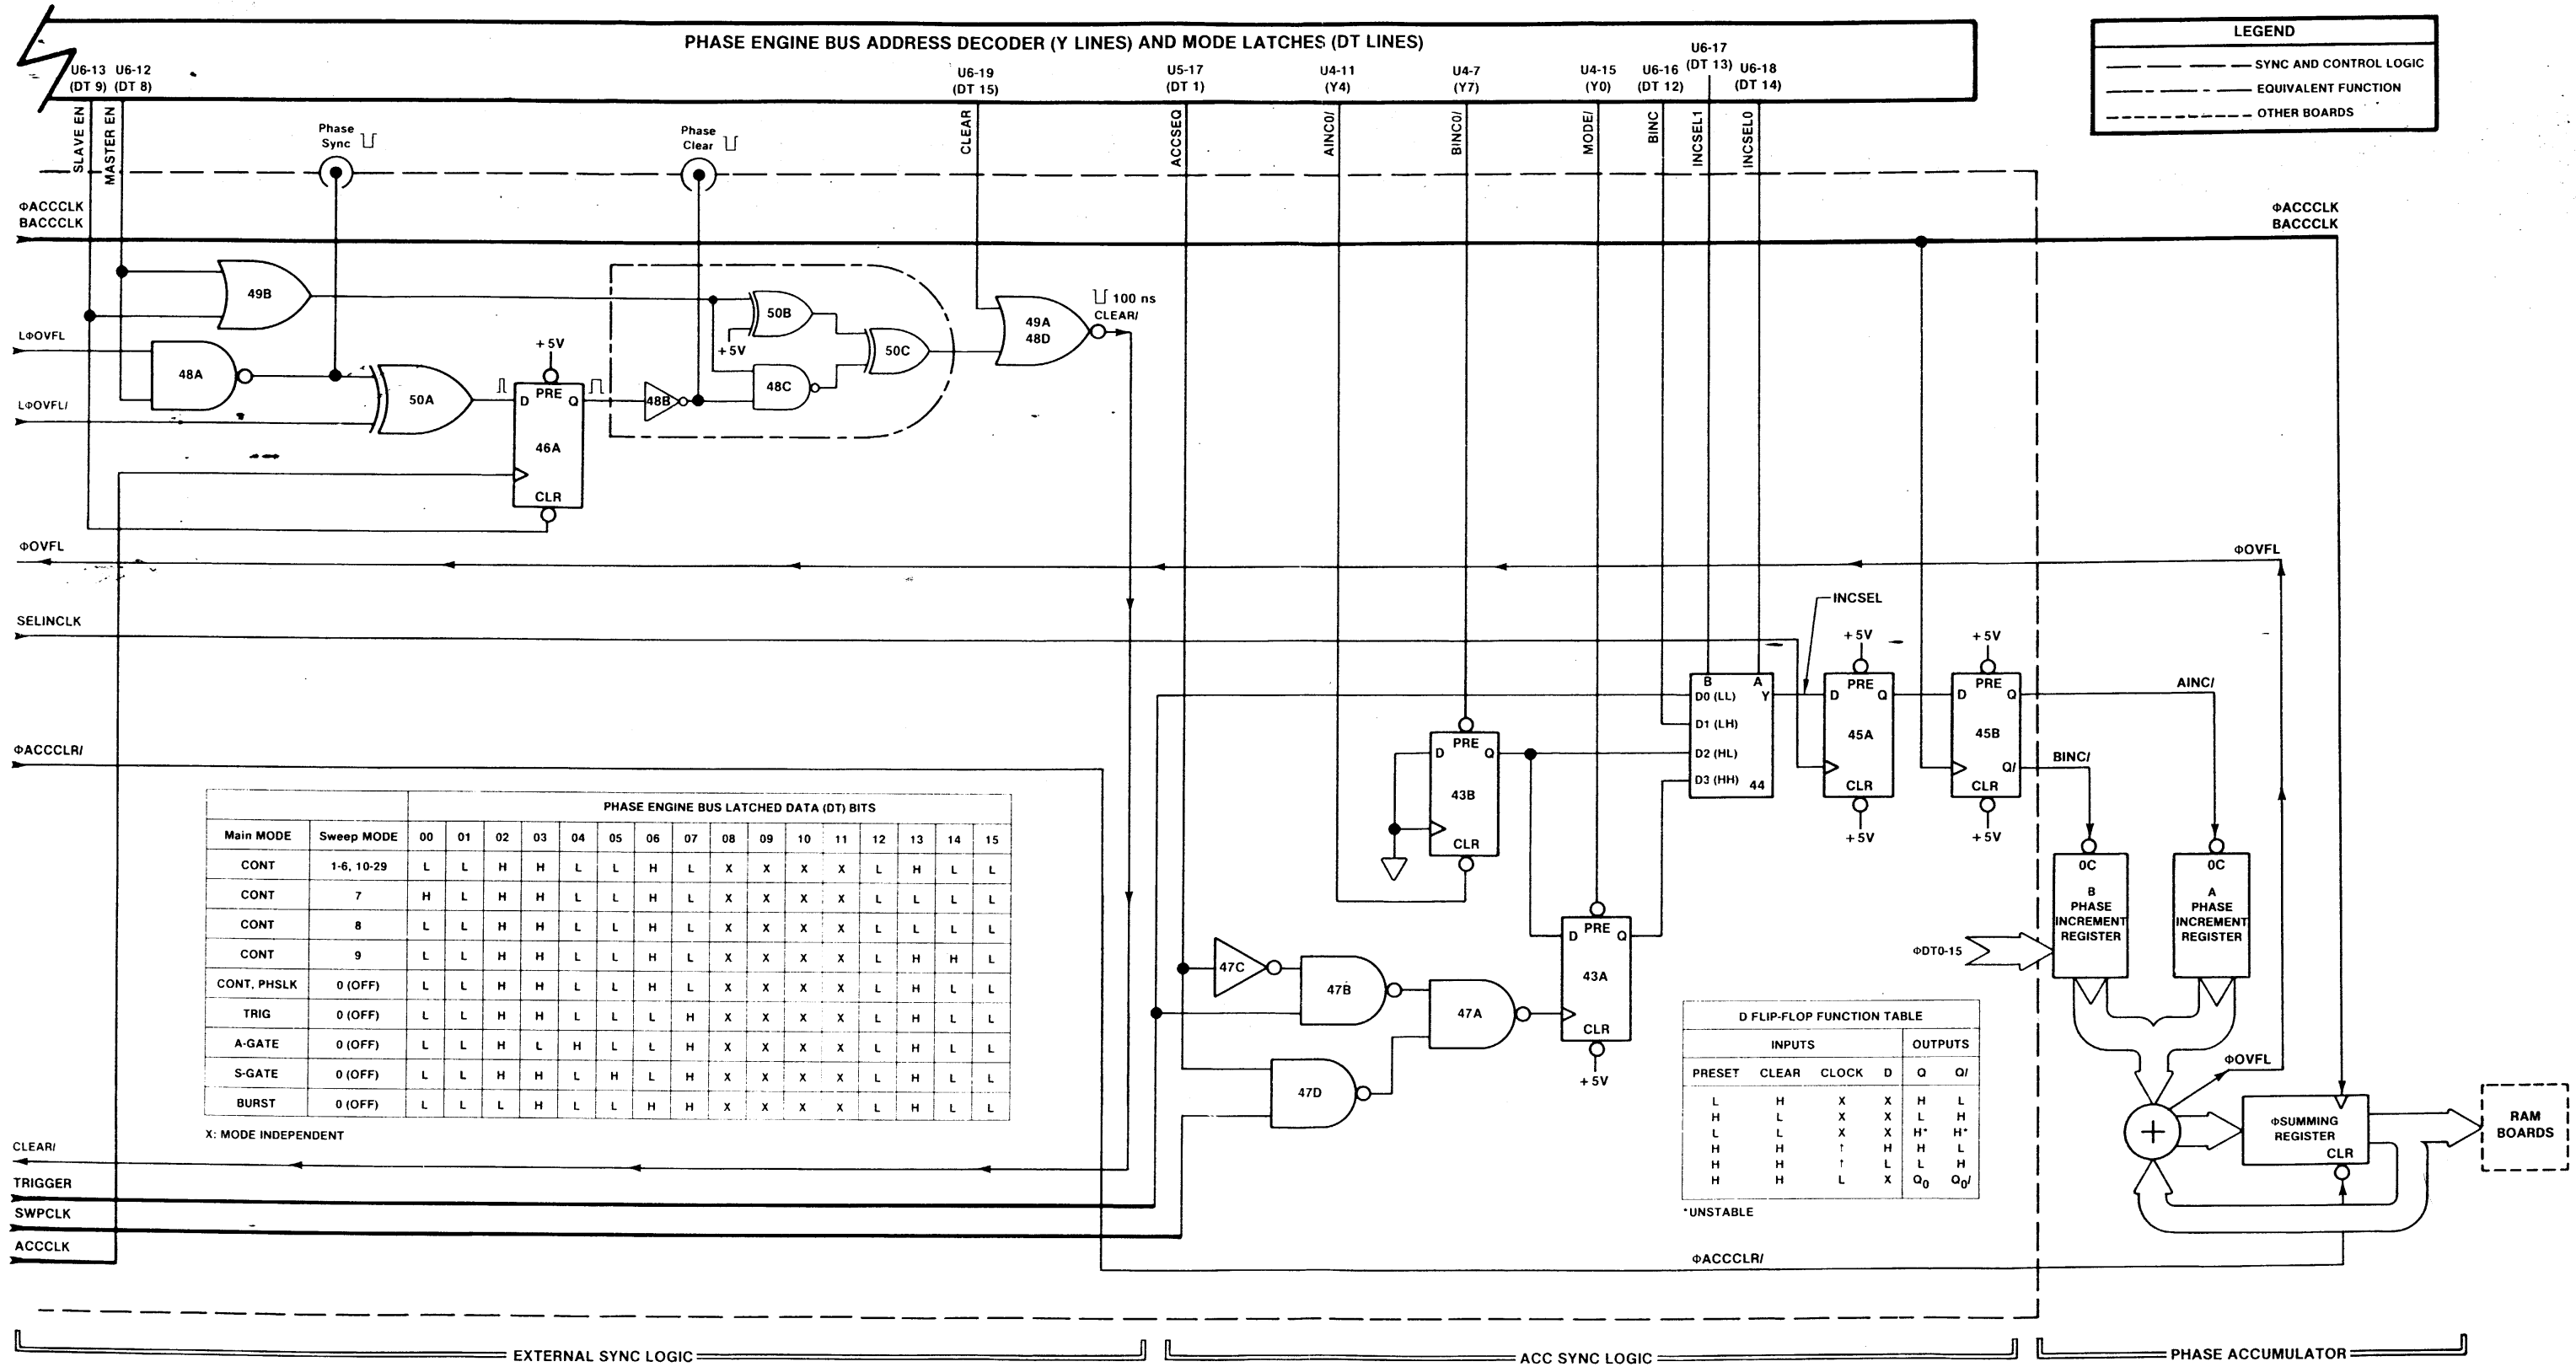 PHASE ENGINE BUS ADDRESS DECODER (Y LINES) AND MODE LATCHES (DT LINES)
U6-13 (DT 9)
U6-12 (DT 8)
U6-19 (DT 15)
U5-17 (DT 1)
U4-11 (Y4)
U4-7 (Y7)
U4-15 (Y0)
U6-16 (DT 12)
U6-17 (DT 13)
U6-18 (DT 14)
LEGEND
SYNC AND CONTROL LOGIC
EQUIVALENT FUNCTION
OTHER BOARDS
SLAVE EN
MASTER EN
Phase Sync
Phase Clear
CLEAR
ACCSEQ
AINC0/
BINC0/
MODE/
BINC
INCSEL1
INCSEL0
ΦACCCLK
BACCCLK
ΦACCCLK
BACCCLK
49B
LΦOVFL
48A
LΦOVFL/
50A
+5V
PRE
D
Q
46A
CLR
48B
50B
+5V
48C
50C
49A
48D
100 ns
CLEAR/
ΦOVFL
ΦOVFL
SELINCLK
INCSEL
ΦACCCLR/
B
A
D0 (LL)
Y
D1 (LH)
D2 (HL)
D3 (HH)
44
+5V
PRE
D
Q
45A
CLR
+5V
+5V
PRE
D
Q
45B
Q/
CLR
+5V
AINC/
BINC/
PRE
D
Q
43B
CLR
0C
B
PHASE
INCREMENT
REGISTER
0C
A
PHASE
INCREMENT
REGISTER
ΦDT0-15
PRE
D
Q
43A
CLR
+5V
47C
47B
47A
47D
PHASE ENGINE BUS LATCHED DATA (DT) BITS
Main MODE Sweep MODE 00 01 02 03 04 05 06 07 08 09 10 11 12 13 14 15
CONT 1-6, 10-29 L L H H L L H L X X X X L H L L
CONT 7 H L H H L L H L X X X X L L L L
CONT 8 L L H H L L H L X X X X L L L L
CONT 9 L L H H L L H L X X X X L H H L
CONT, PHSLK 0 (OFF) L L H H L L H L X X X X L H L L
TRIG 0 (OFF) L L H H L L L H X X X X L H L L
A-GATE 0 (OFF) L L H L H L L H X X X X L H L L
S-GATE 0 (OFF) L L H H L H L H X X X X L H L L
BURST 0 (OFF) L L L H L L H H X X X X L H L L
X: MODE INDEPENDENT
D FLIP-FLOP FUNCTION TABLE
INPUTS OUTPUTS
PRESET CLEAR CLOCK D Q Q/
L H X X H L
H L X X L H
L L X X H* H*
H H ↑ H H L
H H ↑ L L H
H H L X Q0 Q0/
*UNSTABLE
ΦOVFL
+
ΦSUMMING
REGISTER
CLR
RAM
BOARDS
CLEAR/
TRIGGER
SWPCLK
ACCCLK
ΦACCCLR/
EXTERNAL SYNC LOGIC
ACC SYNC LOGIC
PHASE ACCUMULATOR